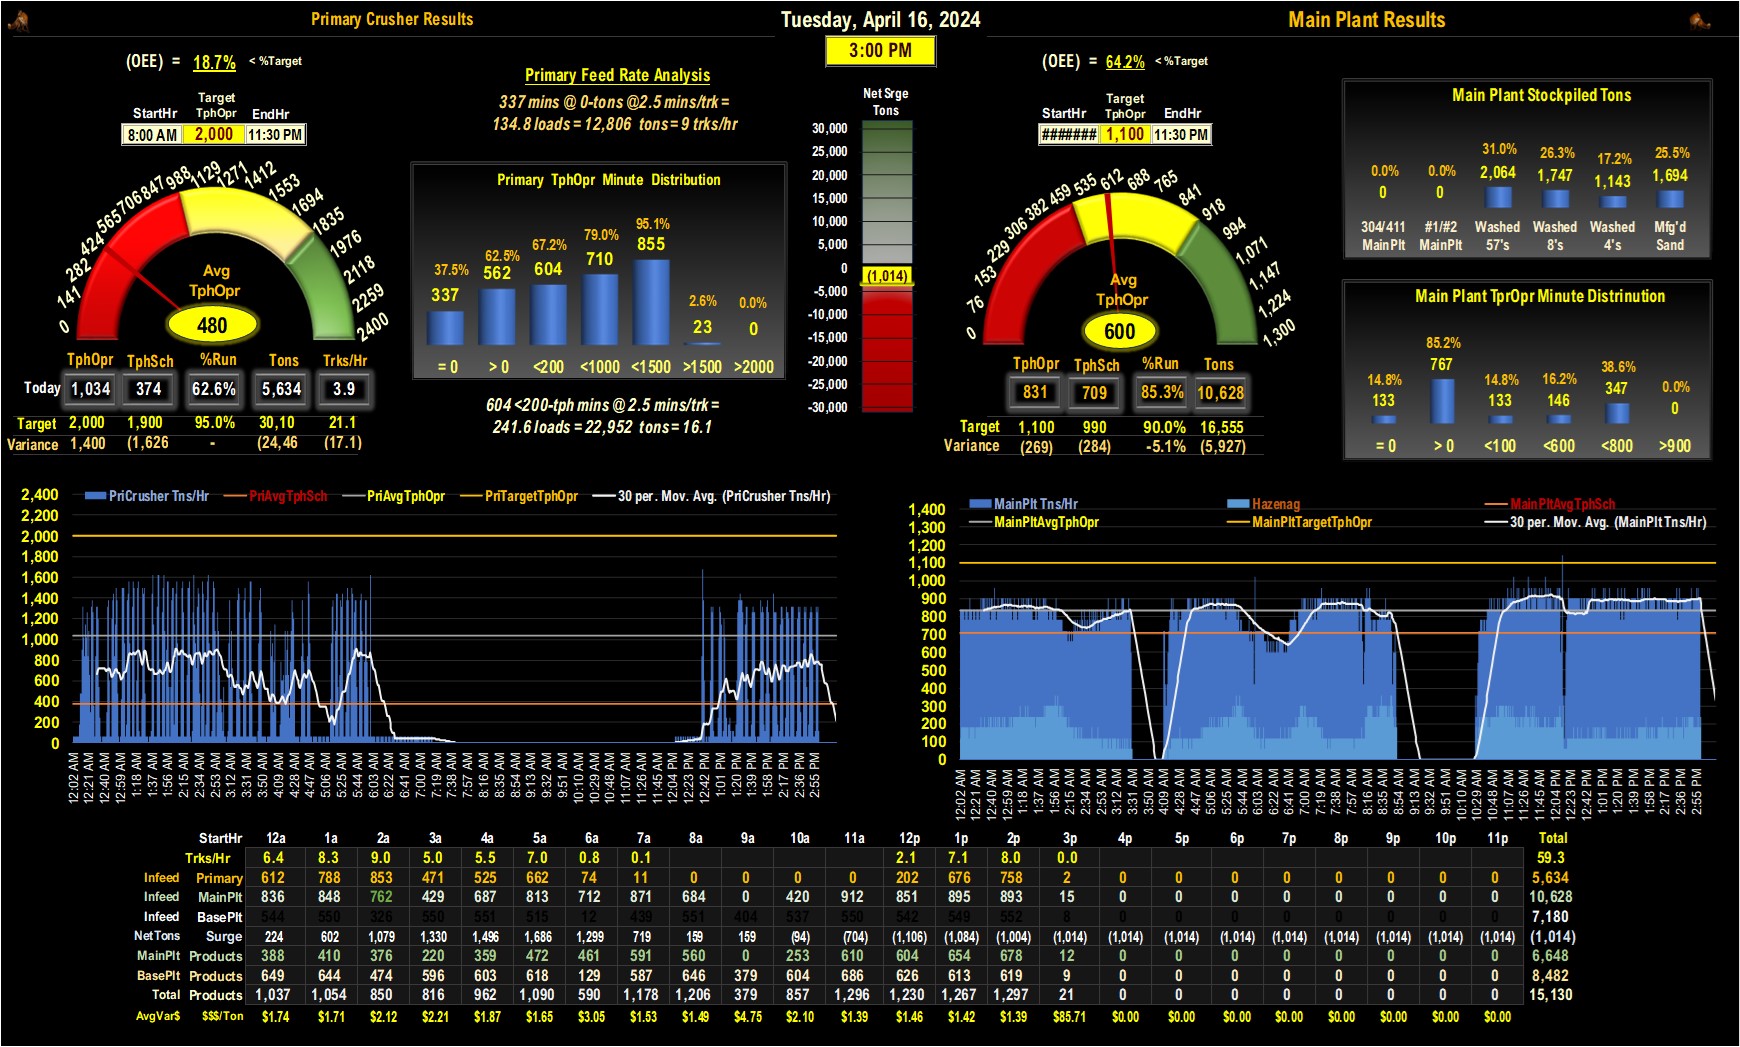 Primary Crusher Results
Tuesday, April 16, 2024
Main Plant Results
3:00 PM
(OEE) = 18.7% < %Target
StartHr Target TphOpr EndHr
8:00 AM 2,000 11:30 PM
0 141 282 424 565 706 847 988 1129 1271 1412 1553 1694 1835 1976 2118 2259 2400
Avg
TphOpr
480
TphOpr TphSch %Run Tons Trks/Hr
Today 1,034 374 62.6% 5,634 3.9
Target 2,000 1,900 95.0% 30,10 21.1
Variance 1,400 (1,626 - (24,46 (17.1)
Primary Feed Rate Analysis
337 mins @ 0-tons @2.5 mins/trk =
134.8 loads = 12,806 tons = 9 trks/hr
Primary TphOpr Minute Distribution
37.5% 62.5% 67.2% 79.0% 95.1% 2.6% 0.0%
337 562 604 710 855 23 0
= 0 > 0 <200 <1000 <1500 >1500 >2000
604 <200-tph mins @ 2.5 mins/trk =
241.6 loads = 22,952 tons = 16.1
Net Srge
Tons
30,000
25,000
20,000
15,000
10,000
5,000
0
(1,014)
-5,000
-10,000
-15,000
-20,000
-25,000
-30,000
(OEE) = 64.2% < %Target
StartHr Target TphOpr EndHr
####### 1,100 11:30 PM
0 76 153 229 306 382 459 535 612 688 765 841 918 994 1,071 1,147 1,224 1,300
Avg
TphOpr
600
TphOpr TphSch %Run Tons
831 709 85.3% 10,628
Target 1,100 990 90.0% 16,555
Variance (269) (284) -5.1% (5,927)
Main Plant Stockpiled Tons
0.0% 0.0% 31.0% 26.3% 17.2% 25.5%
0 0 2,064 1,747 1,143 1,694
304/411 #1/#2 Washed Washed Washed Mfg'd
MainPlt MainPlt 57's 8's 4's Sand
Main Plant TprOpr Minute Distrinution
14.8% 85.2% 14.8% 16.2% 38.6% 0.0%
133 767 133 146 347 0
= 0 > 0 <100 <600 <800 >900
PriCrusher Tns/Hr PriAvgTphSch PriAvgTphOpr PriTargetTphOpr 30 per. Mov. Avg. (PriCrusher Tns/Hr)
2,400
2,200
2,000
1,800
1,600
1,400
1,200
1,000
800
600
400
200
0
12:02 AM 12:21 AM 12:40 AM 12:59 AM 1:18 AM 1:37 AM 1:56 AM 2:15 AM 2:34 AM 2:53 AM 3:12 AM 3:31 AM 3:50 AM 4:09 AM 4:28 AM 4:47 AM 5:06 AM 5:25 AM 5:44 AM 6:03 AM 6:22 AM 6:41 AM 7:00 AM 7:19 AM 7:38 AM 7:57 AM 8:16 AM 8:35 AM 8:54 AM 9:13 AM 9:32 AM 9:51 AM 10:10 AM 10:29 AM 10:48 AM 11:07 AM 11:26 AM 11:45 AM 12:04 PM 12:23 PM 12:42 PM 1:01 PM 1:20 PM 1:39 PM 1:58 PM 2:17 PM 2:36 PM 2:55 PM
MainPlt Tns/Hr Hazenag MainPltAvgTphSch
MainPltAvgTphOpr MainPltTargetTphOpr 30 per. Mov. Avg. (MainPlt Tns/Hr)
1,400
1,300
1,200
1,100
1,000
900
800
700
600
500
400
300
200
100
0
12:02 AM 12:21 AM 12:40 AM 12:59 AM 1:18 AM 1:37 AM 1:56 AM 2:15 AM 2:34 AM 2:53 AM 3:12 AM 3:31 AM 3:50 AM 4:09 AM 4:28 AM 4:47 AM 5:06 AM 5:25 AM 5:44 AM 6:03 AM 6:22 AM 6:41 AM 7:00 AM 7:19 AM 7:38 AM 7:57 AM 8:16 AM 8:35 AM 8:54 AM 9:13 AM 9:32 AM 9:51 AM 10:10 AM 10:29 AM 10:48 AM 11:07 AM 11:26 AM 11:45 AM 12:04 PM 12:23 PM 12:42 PM 1:01 PM 1:20 PM 1:39 PM 1:58 PM 2:17 PM 2:36 PM 2:55 PM
StartHr 12a 1a 2a 3a 4a 5a 6a 7a 8a 9a 10a 11a 12p 1p 2p 3p 4p 5p 6p 7p 8p 9p 10p 11p Total
Trks/Hr 6.4 8.3 9.0 5.0 5.5 7.0 0.8 0.1 2.1 7.1 8.0 0.0 59.3
Infeed Primary 612 788 853 471 525 662 74 11 0 0 0 0 202 676 758 2 0 0 0 0 0 0 0 0 5,634
Infeed MainPlt 836 848 762 429 687 813 712 871 684 0 420 912 851 895 893 15 0 0 0 0 0 0 0 0 10,628
Infeed BasePlt 544 550 326 550 551 515 12 439 551 404 537 550 542 549 552 8 0 0 0 0 0 0 0 0 7,180
NetTons Surge 224 602 1,079 1,330 1,496 1,686 1,299 719 159 159 (94) (704) (1,106) (1,084) (1,004) (1,014) (1,014) (1,014) (1,014) (1,014) (1,014) (1,014) (1,014) (1,014) (1,014)
MainPlt Products 388 410 376 220 359 472 461 591 560 0 253 610 604 654 678 12 0 0 0 0 0 0 0 0 6,648
BasePlt Products 649 644 474 596 603 618 129 587 646 379 604 686 626 613 619 9 0 0 0 0 0 0 0 0 8,482
Total Products 1,037 1,054 850 816 962 1,090 590 1,178 1,206 379 857 1,296 1,230 1,267 1,297 21 0 0 0 0 0 0 0 0 15,130
AvgVar$ $$$/Ton $1.74 $1.71 $2.12 $2.21 $1.87 $1.65 $3.05 $1.53 $1.49 $4.75 $2.10 $1.39 $1.46 $1.42 $1.39 $85.71 $0.00 $0.00 $0.00 $0.00 $0.00 $0.00 $0.00 $0.00